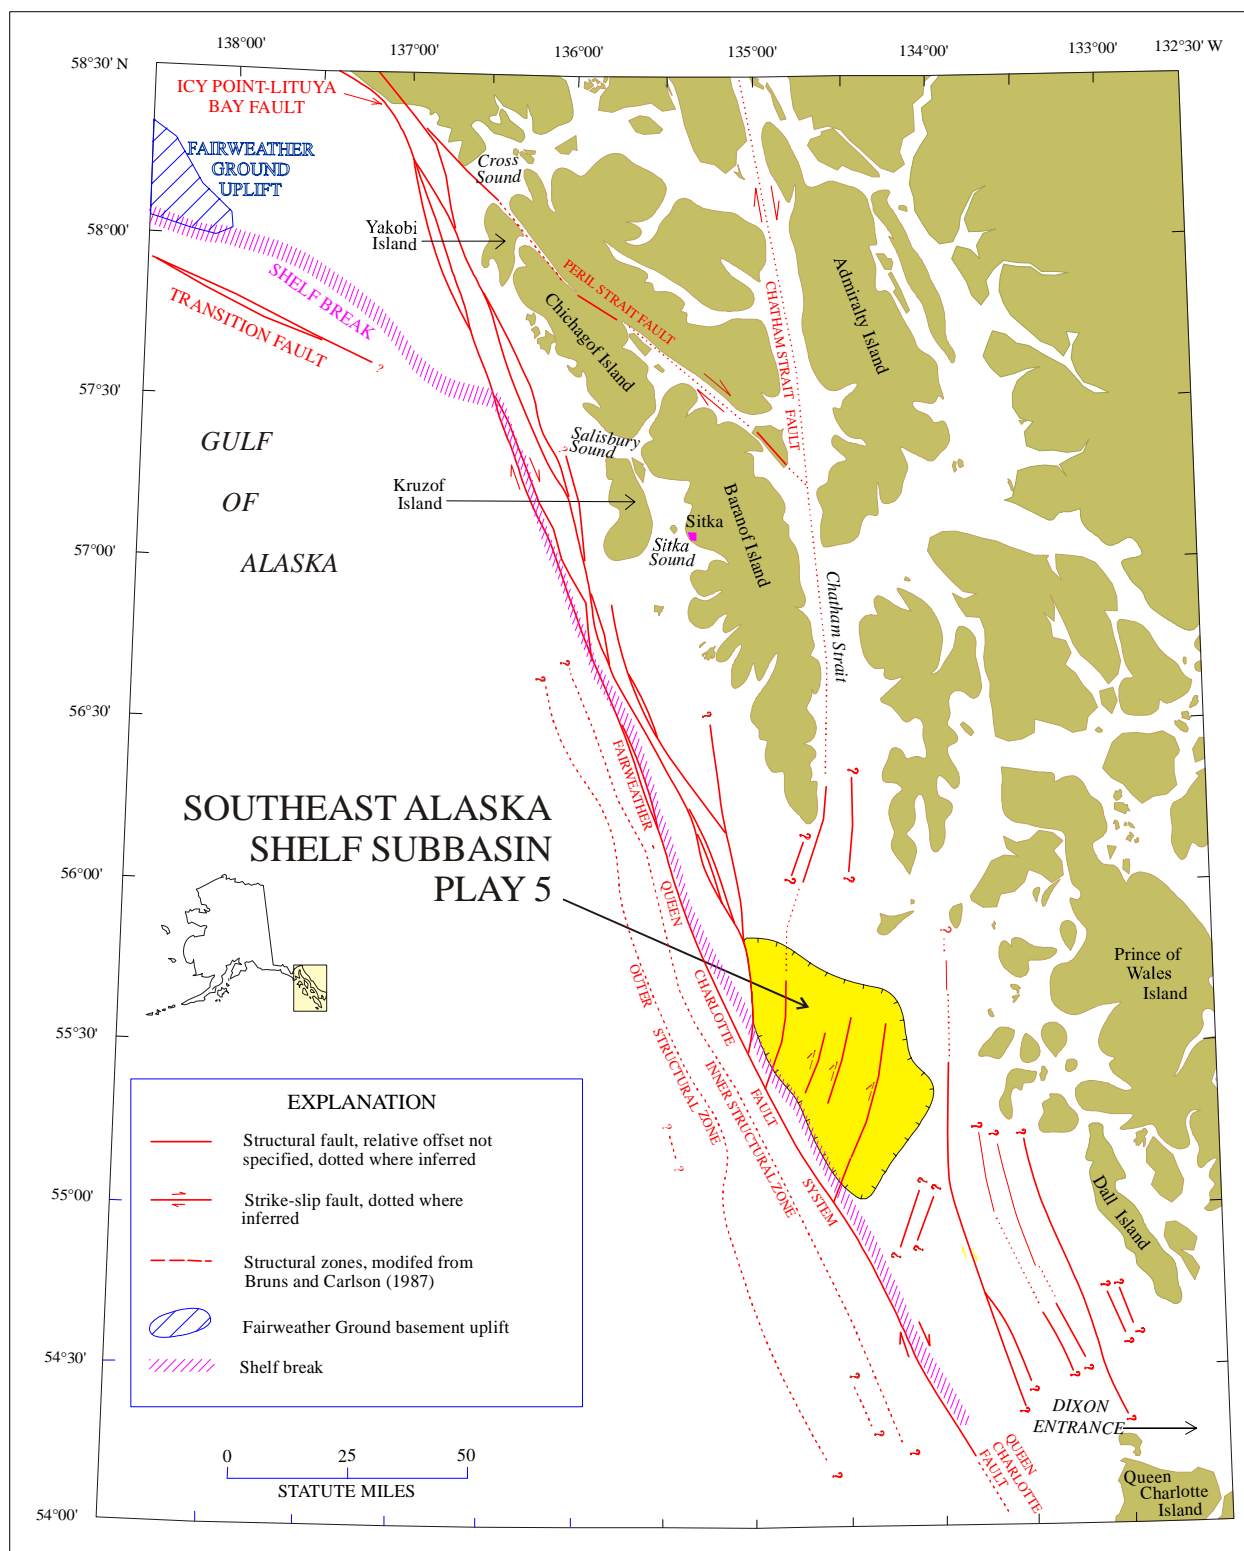 138°00'
137°00'
136°00'
135°00'
134°00'
133°00'
132°30' W
58°30' N
ICY POINT-LITUYA
BAY FAULT
FAIRWEATHER
GROUND
UPLIFT
Cross
Sound
58°00'
Yakobi
Island
SHELF BREAK
TRANSITION FAULT
?
PERIL STRAIT FAULT
CHATHAM STRAIT FAULT
Admiralty Island
Chichagof Island
57°30'
GULF
OF
ALASKA
Salisbury
Sound
?
Kruzof
Island
Sitka
Sitka
Sound
Baranof Island
57°00'
Chatham Strait
?
?
?
56°30'
FAIRWEATHER
QUEEN
CHARLOTTE
FAULT
SYSTEM
?
?
?
?
SOUTHEAST ALASKA
SHELF SUBBASIN
PLAY 5
56°00'
?
Prince of
Wales
Island
OUTER STRUCTURAL ZONE
INNER STRUCTURAL ZONE
55°30'
?
?
?
?
?
Dall Island
55°00'
?
?
?
?
?
?
?
?
54°30'
?
?
?
?
?
?
?
?
?
?
DIXON
ENTRANCE
QUEEN
CHARLOTTE
FAULT
Queen
Charlotte
Island
54°00'
EXPLANATION
Structural fault, relative offset not
specified, dotted where inferred
Strike-slip fault, dotted where
inferred
Structural zones, modifed from
Bruns and Carlson (1987)
Fairweather Ground basement uplift
Shelf break
0
25
50
STATUTE MILES